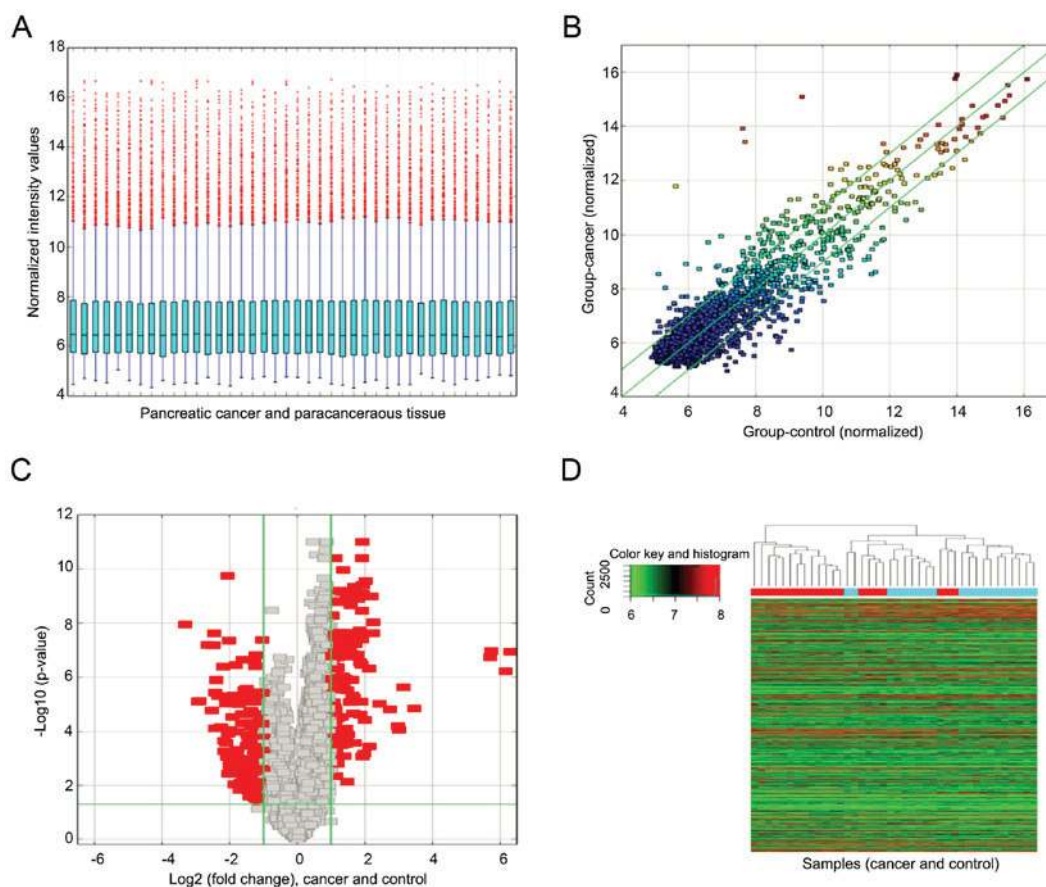 A
Normalized intensity values
18
16
14
12
10
8
6
4
Pancreatic cancer and paracanceraous tissue
B
Group-cancer (normalized)
16
14
12
10
8
6
4
4 6 8 10 12 14 16
Group-control (normalized)
C
-Log10 (p-value)
12
10
8
6
4
2
0
-6 -4 -2 0 2 4 6
Log2 (fold change), cancer and control
D
Color key and histogram
Count
0 2500
6 7 8
Samples (cancer and control)